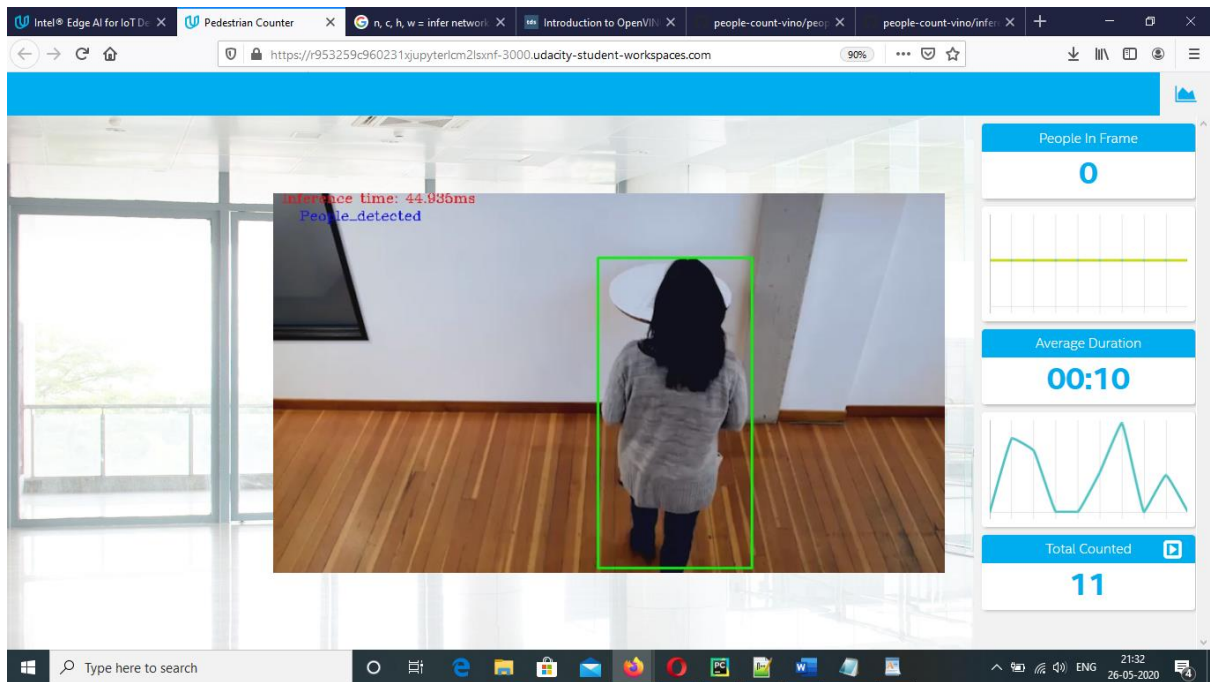 Intel® Edge AI for IoT De
Pedestrian Counter
n, c, h, w = infer network
Introduction to OpenVIN
people-count-vino/peop
people-count-vino/infer
https://r953259c960231xjupyterlcm2lsxnf-3000.udacity-student-workspaces.com
90%
People In Frame
0
Inference time: 44.935ms
People_detected
Average Duration
00:10
Total Counted
11
Type here to search
ENG
21:32
26-05-2020
4